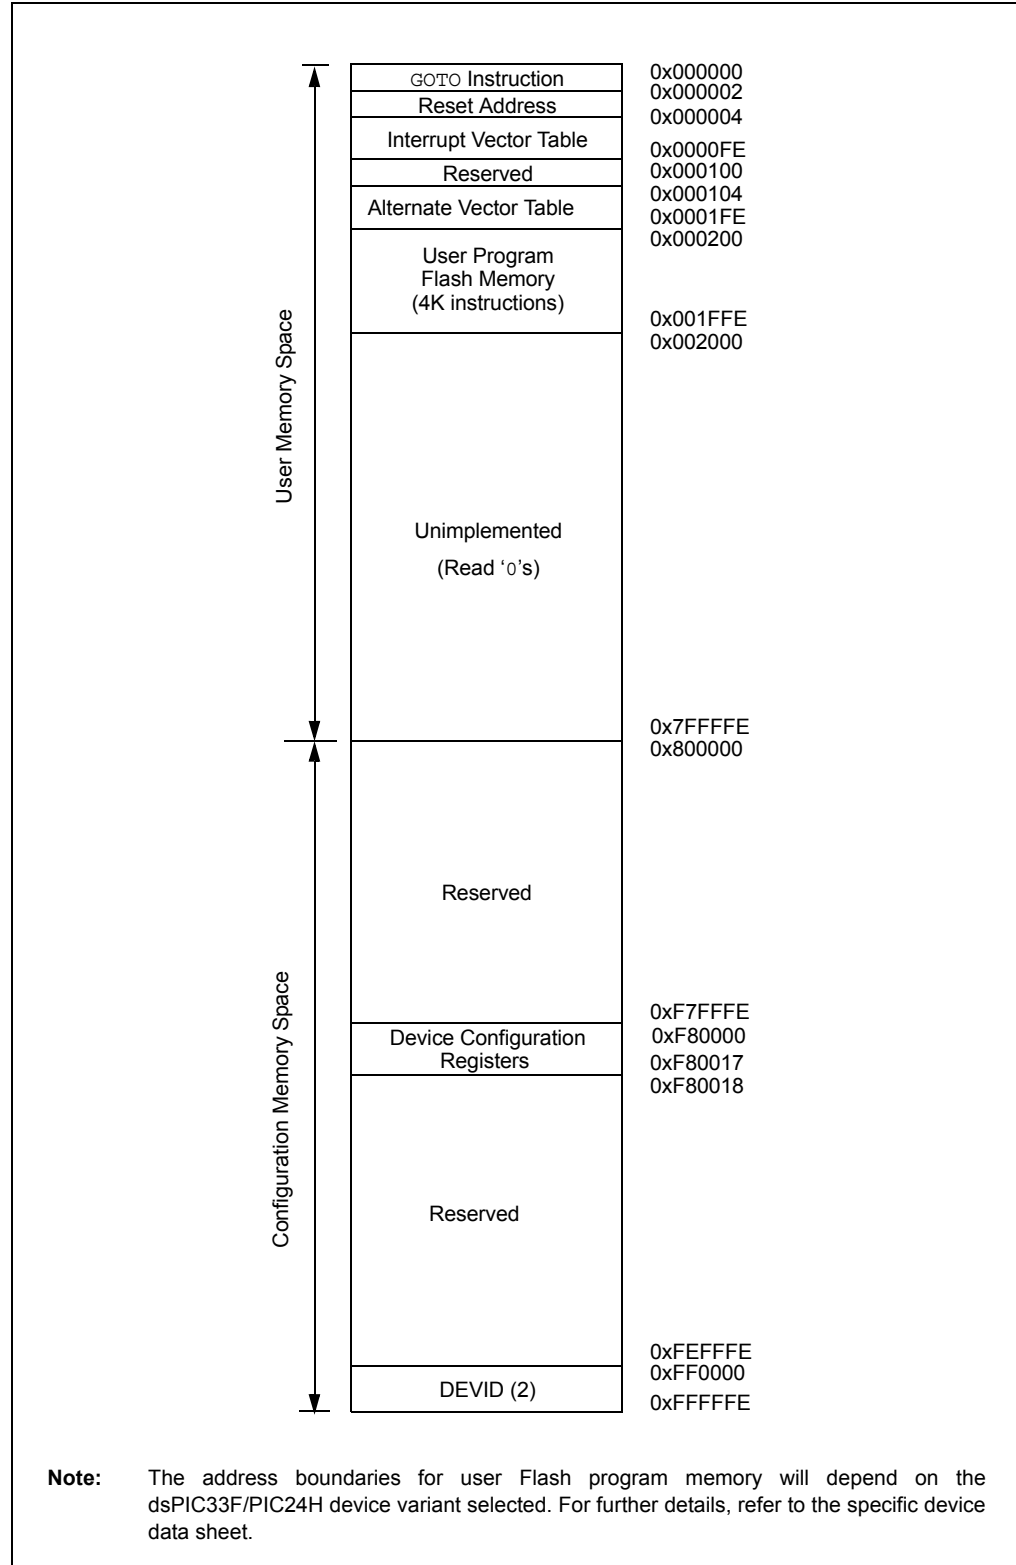 GOTO Instruction
0x000000
0x000002
Reset Address
0x000004
Interrupt Vector Table
0x0000FE
Reserved
0x000100
0x000104
Alternate Vector Table
0x0001FE
0x000200
User Program
Flash Memory
(4K instructions)
0x001FFE
0x002000
User Memory Space
Unimplemented
(Read ‘0’s)
0x7FFFFE
0x800000
Reserved
0xF7FFFE
Device Configuration
Registers
0xF80000
0xF80017
0xF80018
Configuration Memory Space
Reserved
0xFEFFFE
0xFF0000
DEVID (2)
0xFFFFFE
Note: The address boundaries for user Flash program memory will depend on the
dsPIC33F/PIC24H device variant selected. For further details, refer to the specific device
data sheet.